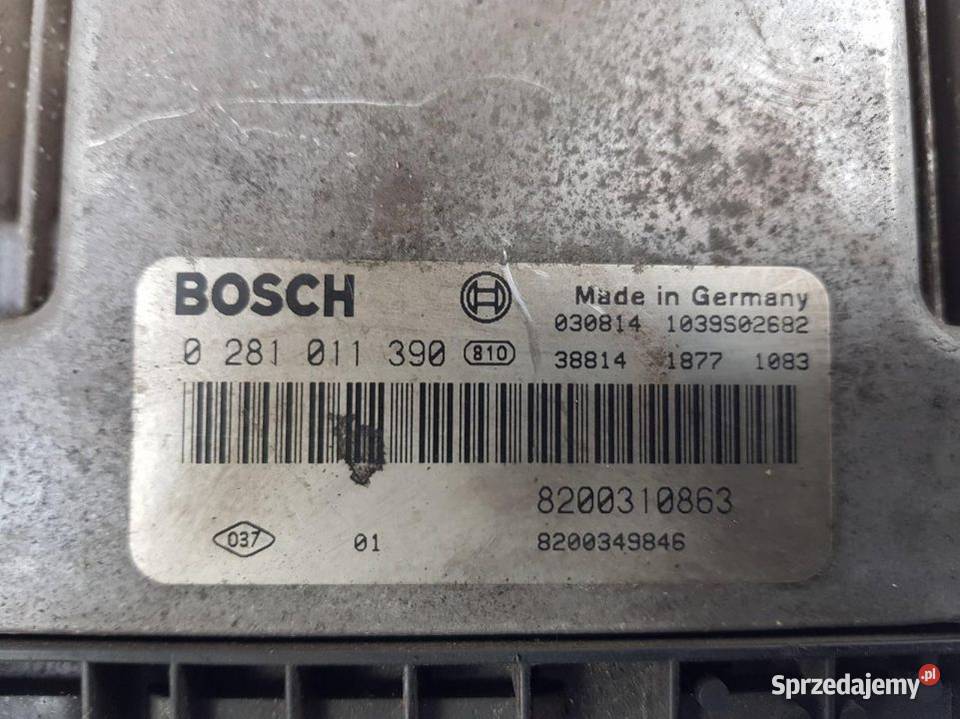 BOSCH
Made in Germany
030814 1039S02682
0 281 011 390 810
38814 1877 1083
8200310863
037 01 8200349846
Sprzedajemy.pl